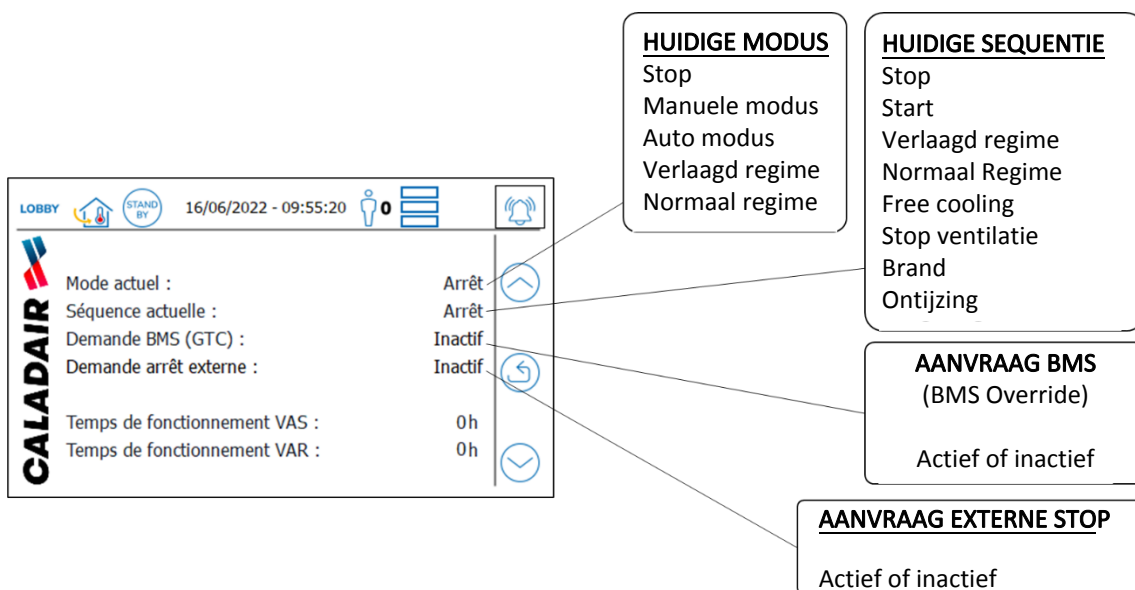 HUIDIGE MODUS
Stop
Manuele modus
Auto modus
Verlaagd regime
Normaal regime
HUIDIGE SEQUENTIE
Stop
Start
Verlaagd regime
Normaal Regime
Free cooling
Stop ventilatie
Brand
Ontijzing
LOBBY
STAND BY
16/06/2022 - 09:55:20
0
CALADAIR
Mode actuel : Arrêt
Séquence actuelle : Arrêt
Demande BMS (GTC) : Inactif
Demande arrêt externe : Inactif
Temps de fonctionnement VAS : 0h
Temps de fonctionnement VAR : 0h
AANVRAAG BMS
(BMS Override)
Actief of inactief
AANVRAAG EXTERNE STOP
Actief of inactief